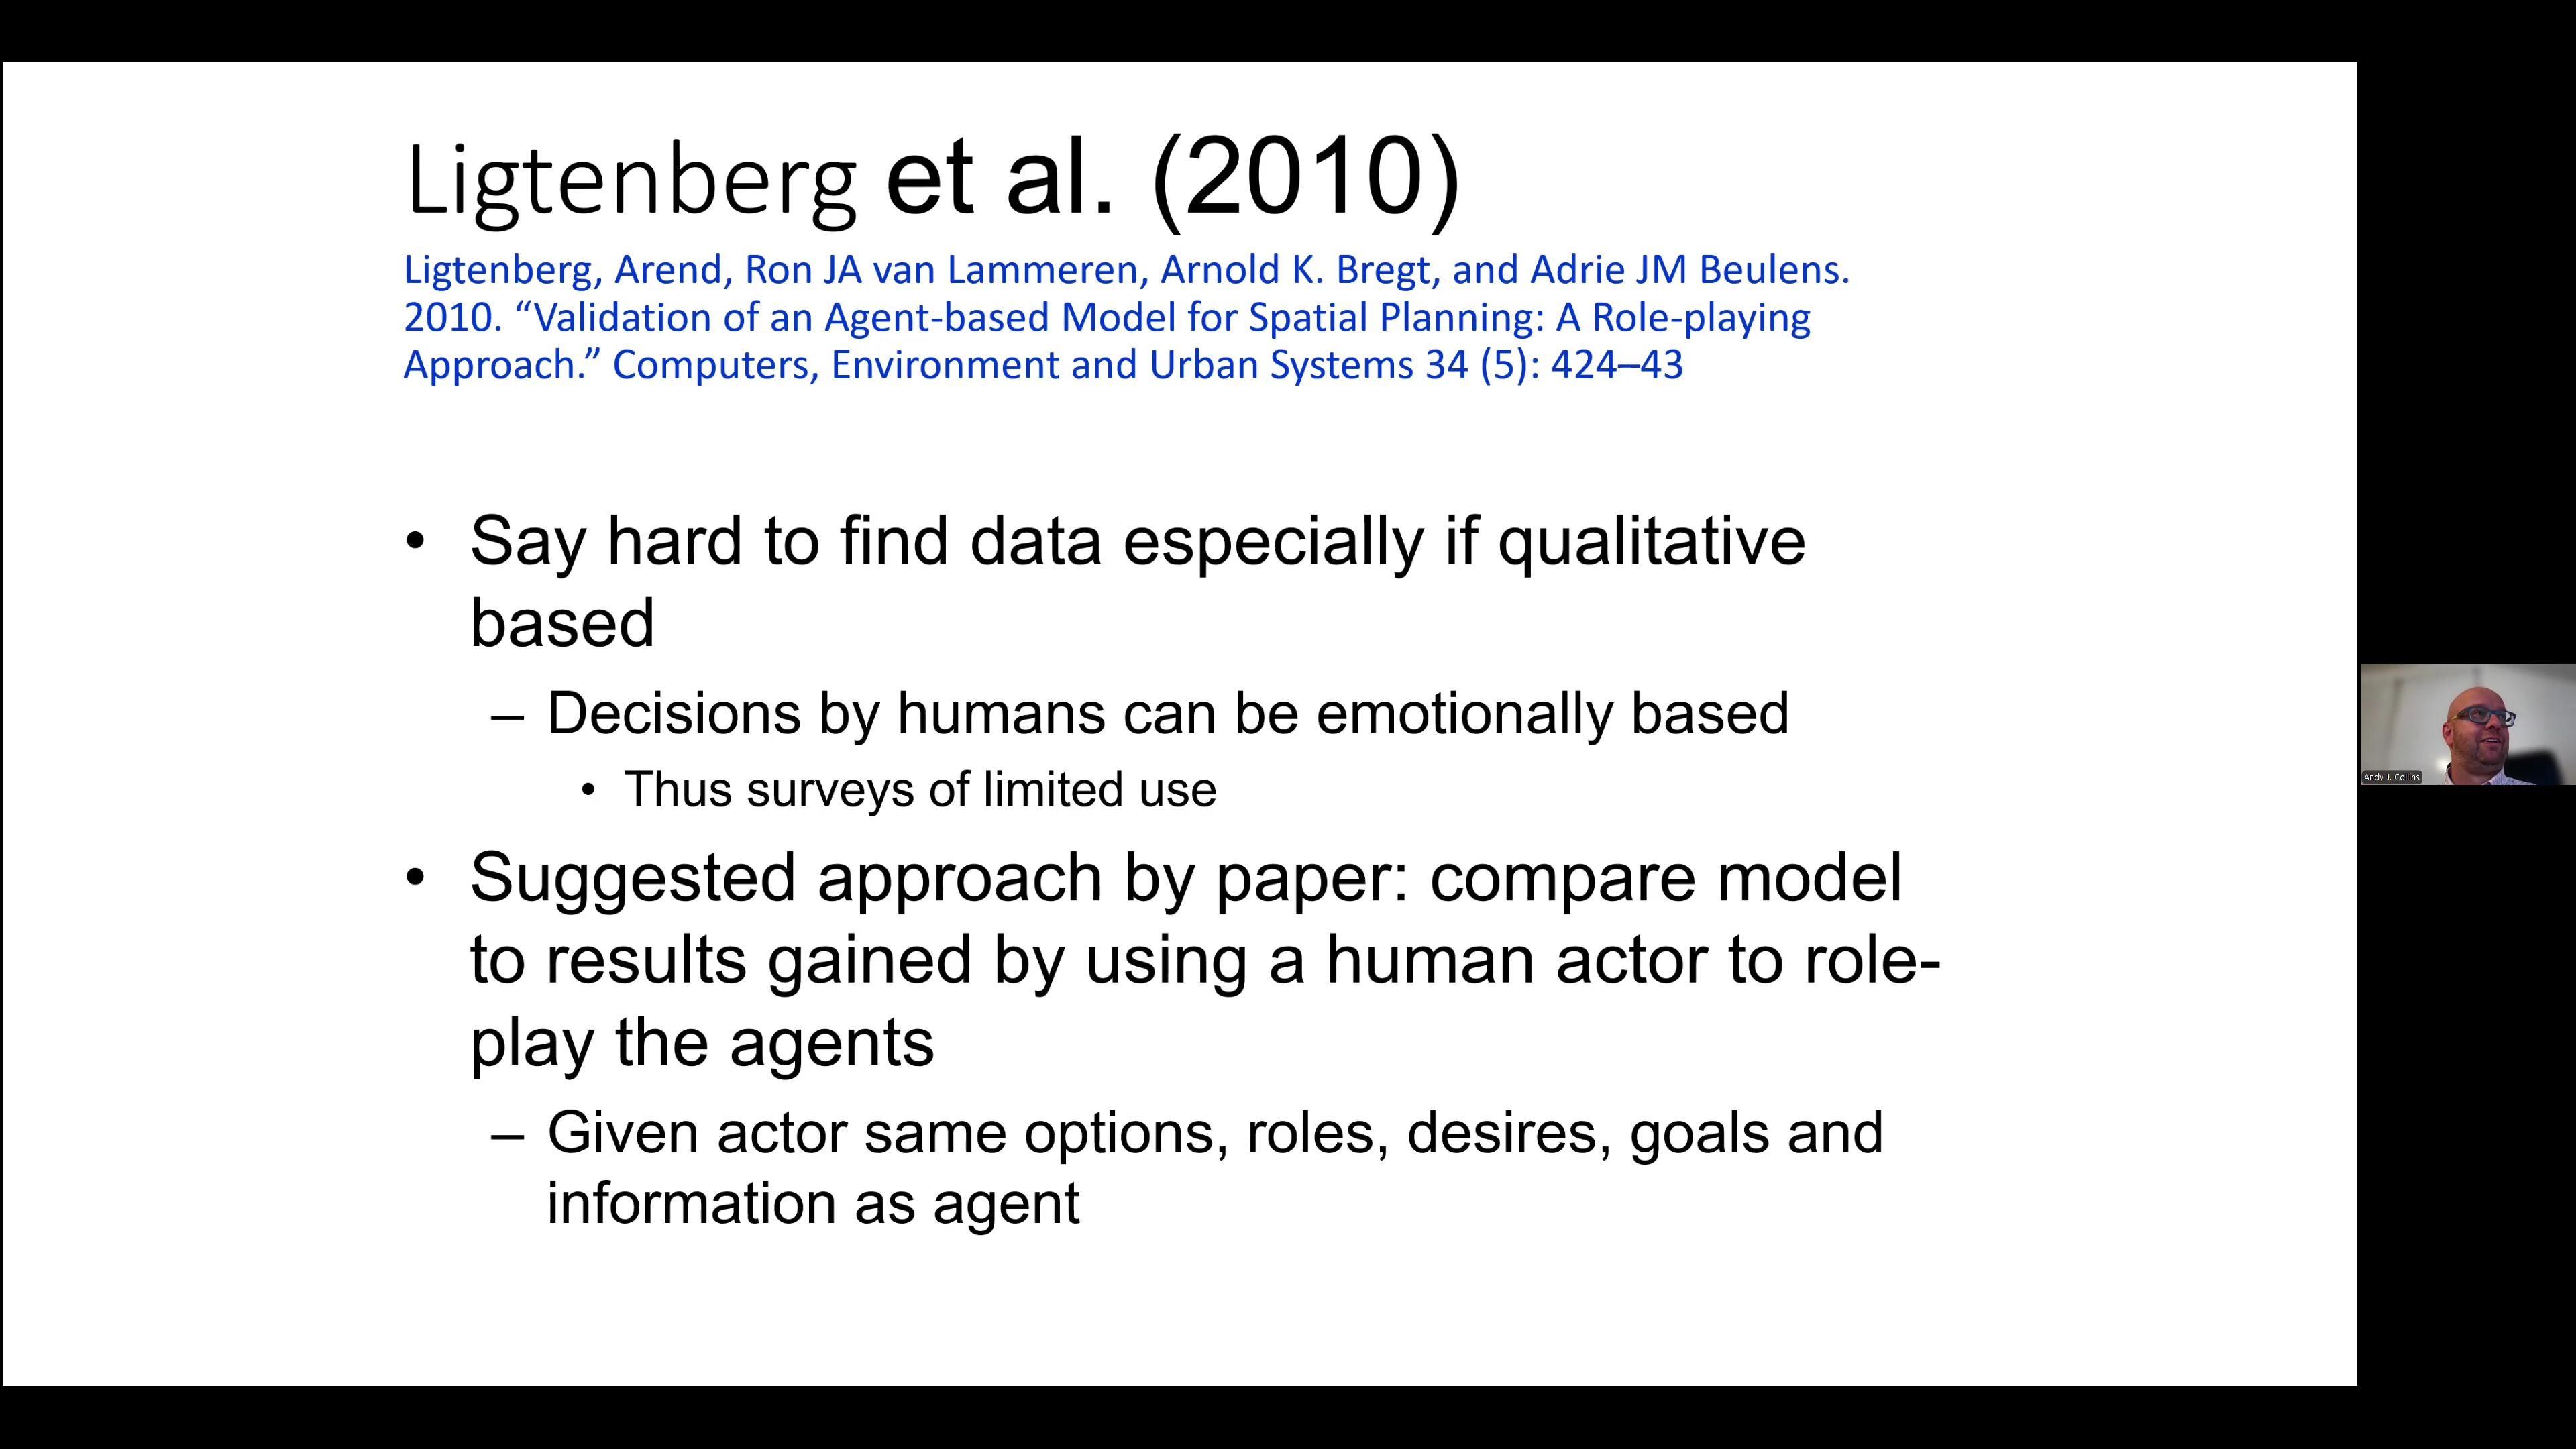 Ligtenberg et al. (2010)
Ligtenberg, Arend, Ron JA van Lammeren, Arnold K. Bregt, and Adrie JM Beulens.
2010. “Validation of an Agent-based Model for Spatial Planning: A Role-playing
Approach.” Computers, Environment and Urban Systems 34 (5): 424–43
• Say hard to find data especially if qualitative
based
– Decisions by humans can be emotionally based
• Thus surveys of limited use
• Suggested approach by paper: compare model
to results gained by using a human actor to role-
play the agents
– Given actor same options, roles, desires, goals and
information as agent
Andy J. Collins